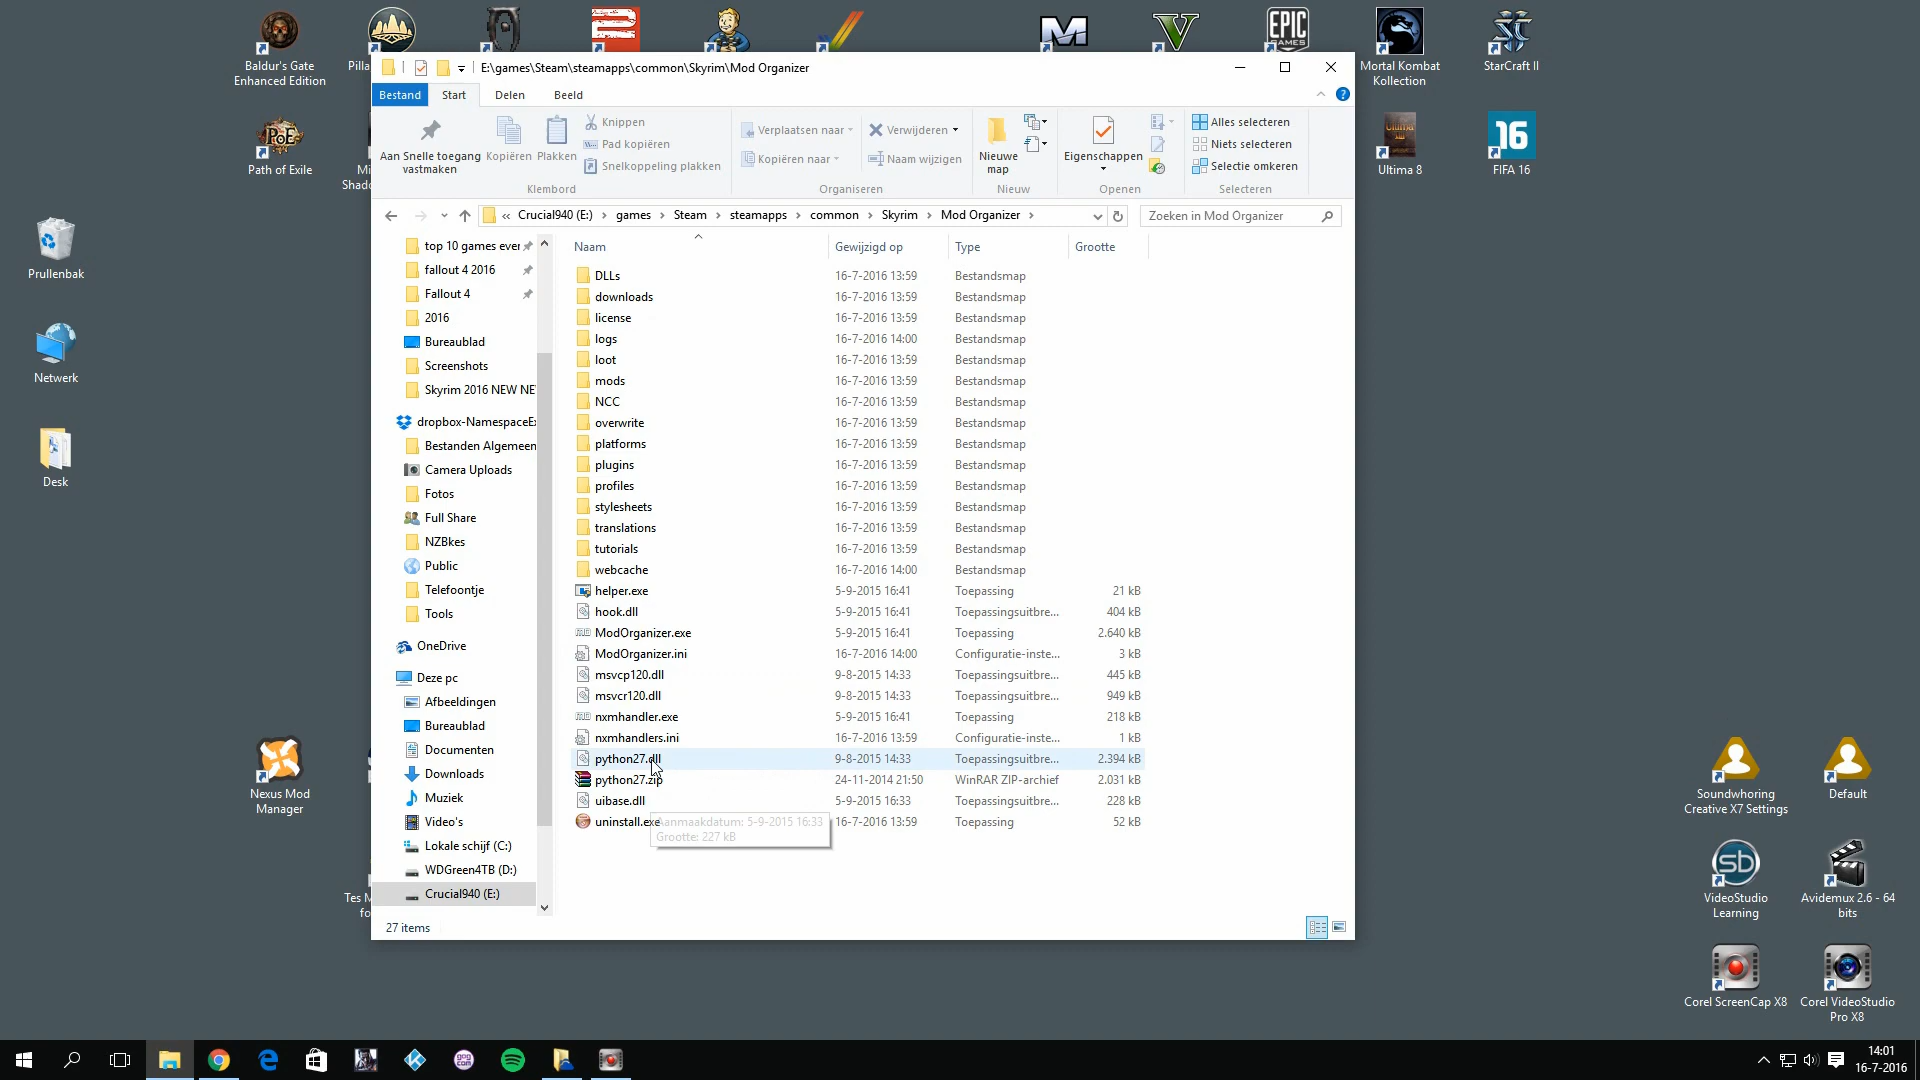 Baldur's Gate
Enhanced Edition
Path of Exile
Prullenbak
Netwerk
Desk
Nexus Mod
Manager
EPIC
GAMES
Mortal Kombat
Kollection
StarCraft II
Ultima 8
16
FIFA 16
E:\games\Steam\steamapps\common\Skyrim\Mod Organizer
Bestand
Start
Delen
Beeld
Aan Snelle toegang
vastmaken
Kopiëren
Plakken
Knippen
Pad kopiëren
Snelkoppeling plakken
Klembord
Verplaatsen naar
Kopiëren naar
Verwijderen
Naam wijzigen
Organiseren
Nieuwe
map
Nieuw
Eigenschappen
Openen
Alles selecteren
Niets selecteren
Selectie omkeren
Selecteren
« Crucial940 (E:) > games > Steam > steamapps > common > Skyrim > Mod Organizer >
Zoeken in Mod Organizer
top 10 games ever
fallout 4 2016
Fallout 4
2016
Bureaublad
Screenshots
Skyrim 2016 NEW NE
dropbox-NamespaceE
Bestanden Algemeen
Camera Uploads
Fotos
Full Share
NZBkes
Public
Telefoontje
Tools
OneDrive
Deze pc
Afbeeldingen
Bureaublad
Documenten
Downloads
Muziek
Video's
Lokale schijf (C:)
WDGreen4TB (D:)
Crucial940 (E:)
Naam Gewijzigd op Type Grootte
DLLs 16-7-2016 13:59 Bestandsmap
downloads 16-7-2016 13:59 Bestandsmap
license 16-7-2016 13:59 Bestandsmap
logs 16-7-2016 14:00 Bestandsmap
loot 16-7-2016 13:59 Bestandsmap
mods 16-7-2016 13:59 Bestandsmap
NCC 16-7-2016 13:59 Bestandsmap
overwrite 16-7-2016 13:59 Bestandsmap
platforms 16-7-2016 13:59 Bestandsmap
plugins 16-7-2016 13:59 Bestandsmap
profiles 16-7-2016 13:59 Bestandsmap
stylesheets 16-7-2016 13:59 Bestandsmap
translations 16-7-2016 13:59 Bestandsmap
tutorials 16-7-2016 13:59 Bestandsmap
webcache 16-7-2016 14:00 Bestandsmap
helper.exe 5-9-2015 16:41 Toepassing 21 kB
hook.dll 5-9-2015 16:41 Toepassingsuitbre... 404 kB
ModOrganizer.exe 5-9-2015 16:41 Toepassing 2.640 kB
ModOrganizer.ini 16-7-2016 14:00 Configuratie-inste... 3 kB
msvcp120.dll 9-8-2015 14:33 Toepassingsuitbre... 445 kB
msvcr120.dll 9-8-2015 14:33 Toepassingsuitbre... 949 kB
nxmhandler.exe 5-9-2015 16:41 Toepassing 218 kB
nxmhandlers.ini 16-7-2016 13:59 Configuratie-inste... 1 kB
python27.dll 9-8-2015 14:33 Toepassingsuitbre... 2.394 kB
python27.zip 24-11-2014 21:50 WinRAR ZIP-archief 2.031 kB
uibase.dll 5-9-2015 16:33 Toepassingsuitbre... 228 kB
uninstall.exe 16-7-2016 13:59 Toepassing 52 kB
Aanmaakdatum: 5-9-2015 16:33
Grootte: 227 kB
27 items
Soundwhoring
Creative X7 Settings
Default
VideoStudio
Learning
Avidemux 2.6 - 64
bits
Corel ScreenCap X8
Corel VideoStudio
Pro X8
14:01
16-7-2016